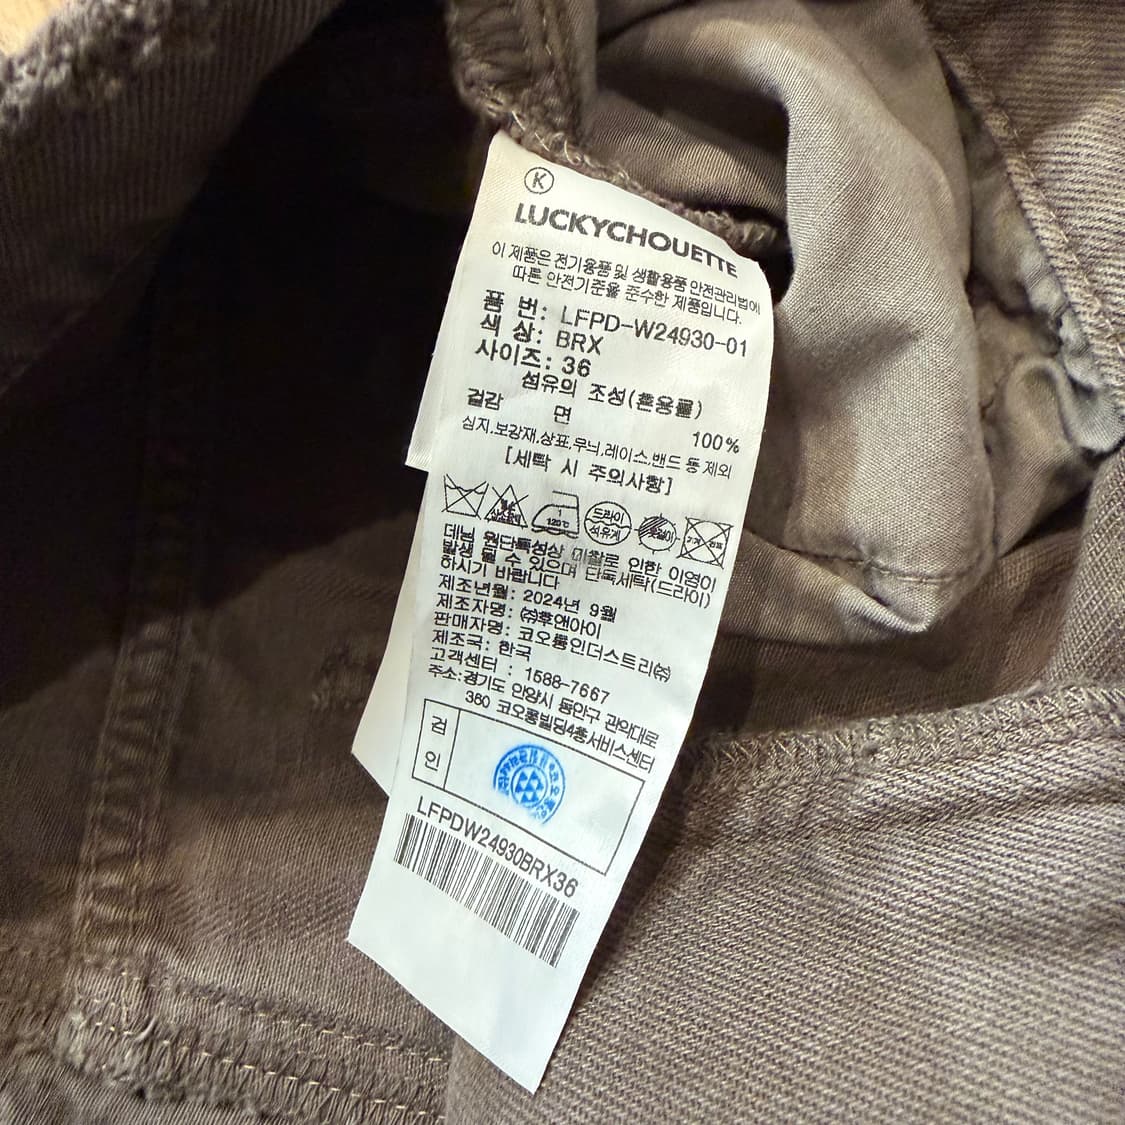 K
LUCKYCHOUETTE
이 제품은 전기용품 및 생활용품 안전관리법에
따른 안전기준을 준수한 제품입니다.
품 번: LFPD-W24930-01
색 상: BRX
사이즈: 36
섬유의 조성(혼용률)
겉감 면 100%
심지,보강재,상표,무늬,레이스,밴드 등 제외
[세탁 시 주의사항]
120℃ 드라이 석유계
데님 원단특성상 마찰로 인한 이염이
발생 될 수 있으며 단독세탁(드라이)
하시기 바랍니다
제조년월: 2024년 9월
제조자명: ㈜후앤아이
판매자명: 코오롱인더스트리㈜
제조국: 한국
고객센터 : 1588-7667
주소:경기도 안양시 동안구 관악대로
360 코오롱빌딩4층서비스센터
검
인
LFPDW24930BRX36